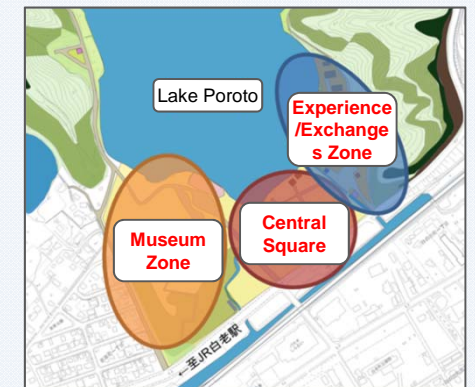 Lake Poroto
Experience
/Exchange
s Zone
Museum
Zone
Central
Square
←至JR白老駅